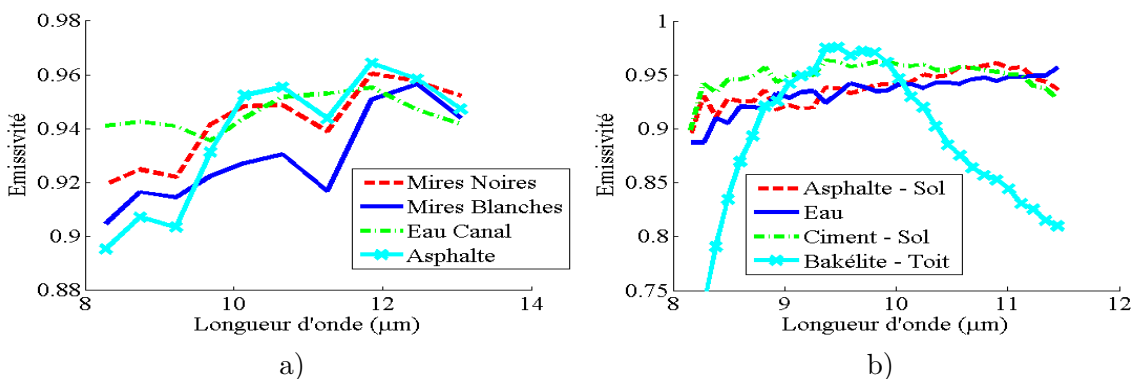 0.98
0.96
0.94
0.92
0.9
0.88
Emissivité
8
10
12
14
Longueur d'onde (μm)
Mires Noires
Mires Blanches
Eau Canal
Asphalte
a)
1
0.95
0.9
0.85
0.8
0.75
Emissivité
8
9
10
11
12
Longueur d'onde (μm)
Asphalte - Sol
Eau
Ciment - Sol
Bakélite - Toit
b)